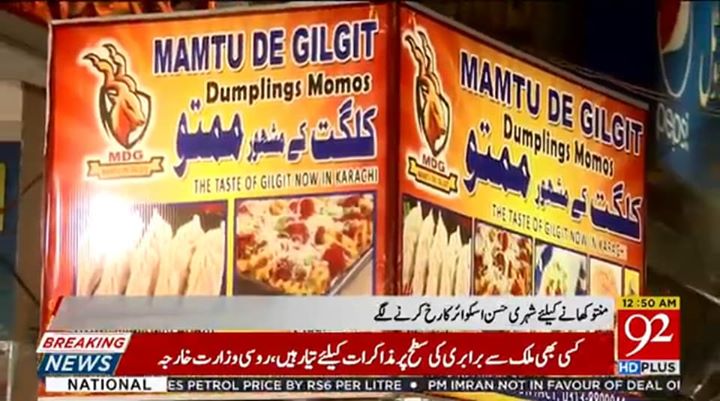 MAMTU DE GILGIT
Dumplings Momos
گلگت کے مشہور ممتو
MDG
THE TASTE OF GILGIT NOW IN KARACHI
MAMTU DE GILGIT
Dumplings Momos
گلگت کے مشہور ممتو
MDG
THE TASTE OF GILGIT NOW IN KARACHI
pepsi
منتو کھانے کیلئے شہری حسن اسکوائر کا رخ کرنے لگے
12:50 AM
92
HD PLUS
BREAKING
NEWS
کسی بھی ملک سے برابری کی سطح پر مذاکرات کیلئے تیار ہیں، روسی وزارت خارجہ
NATIONAL
ES PETROL PRICE BY RS6 PER LITRE PM IMRAN NOT IN FAVOUR OF DEAL O